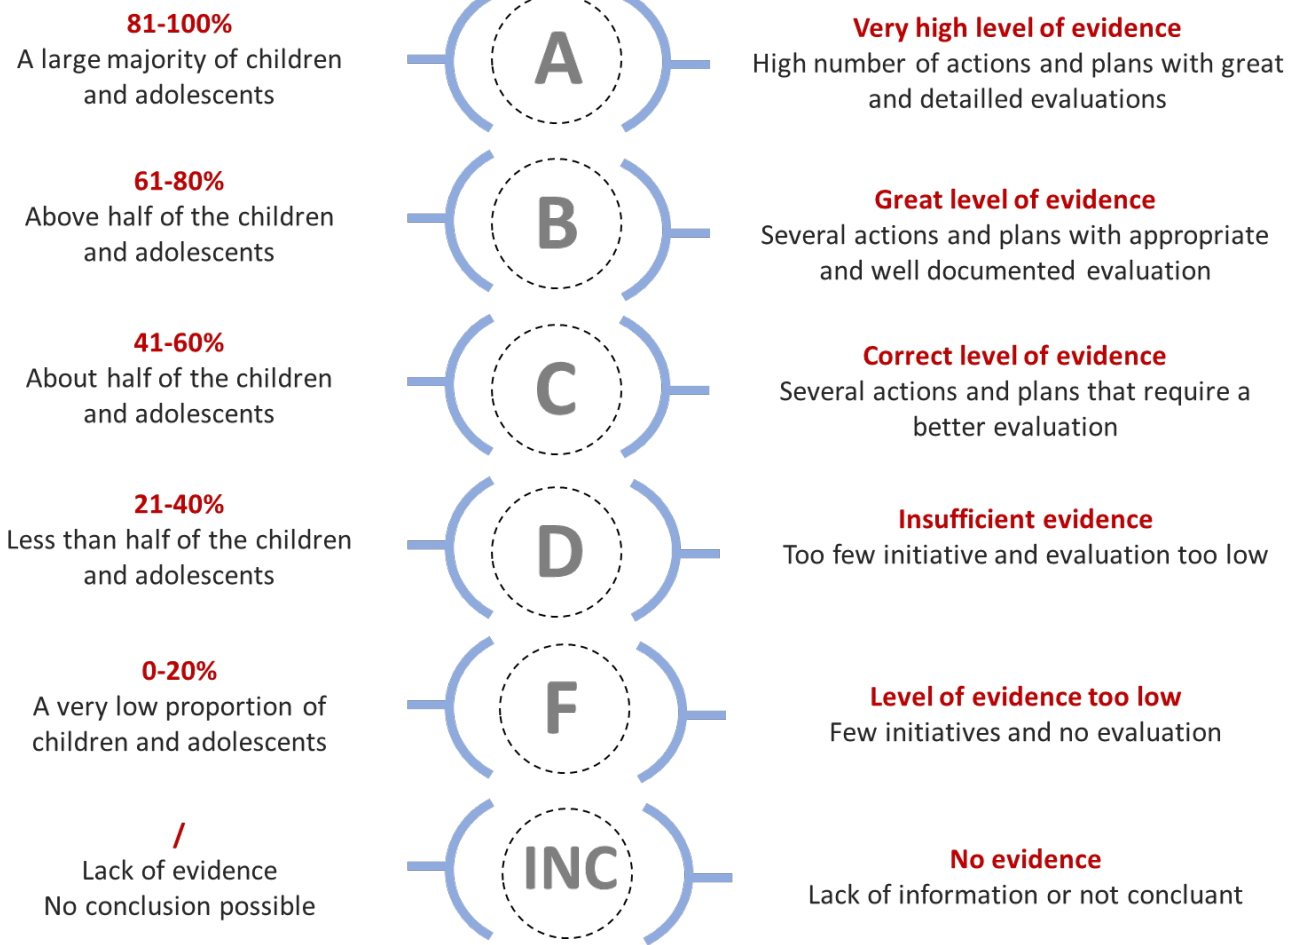 81-100%
A large majority of children
and adolescents
A
Very high level of evidence
High number of actions and plans with great
and detailled evaluations
61-80%
Above half of the children
and adolescents
B
Great level of evidence
Several actions and plans with appropriate
and well documented evaluation
41-60%
About half of the children
and adolescents
C
Correct level of evidence
Several actions and plans that require a
better evaluation
21-40%
Less than half of the children
and adolescents
D
Insufficient evidence
Too few initiative and evaluation too low
0-20%
A very low proportion of
children and adolescents
F
Level of evidence too low
Few initiatives and no evaluation
/
Lack of evidence
No conclusion possible
INC
No evidence
Lack of information or not concluant